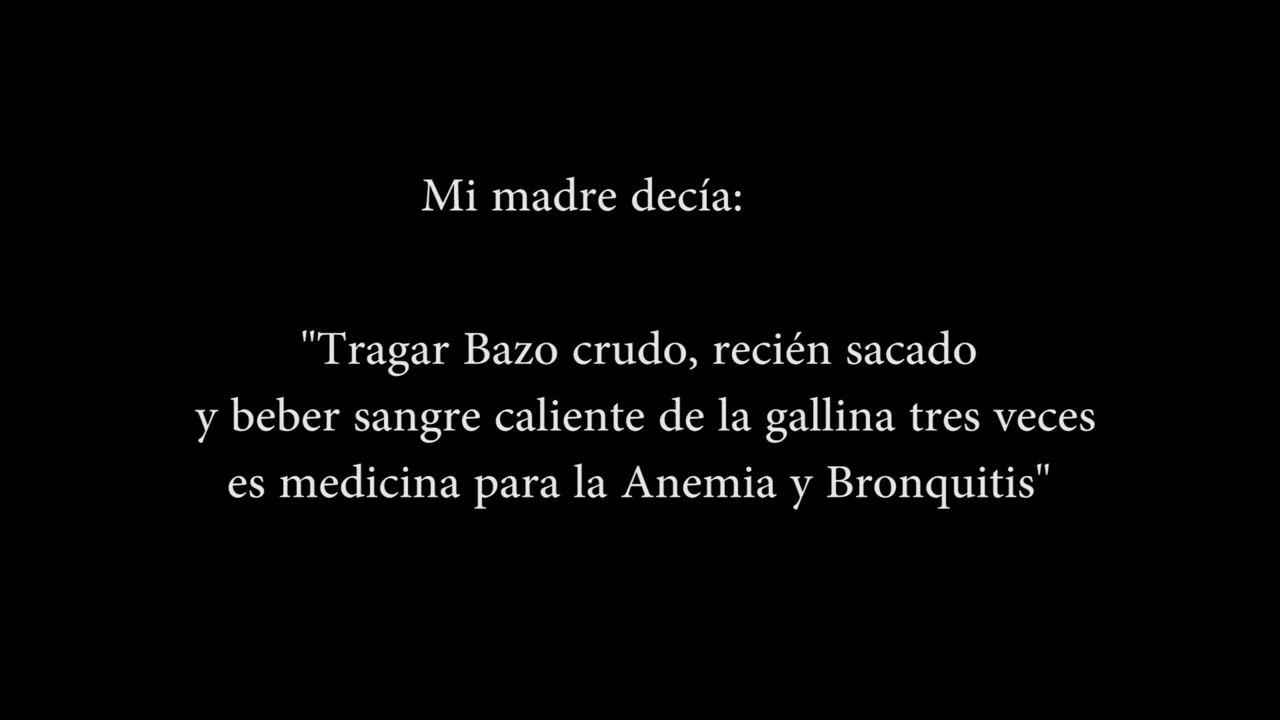 Mi madre decía:
"Tragar Bazo crudo, recién sacado
y beber sangre caliente de la gallina tres veces
es medicina para la Anemia y Bronquitis"